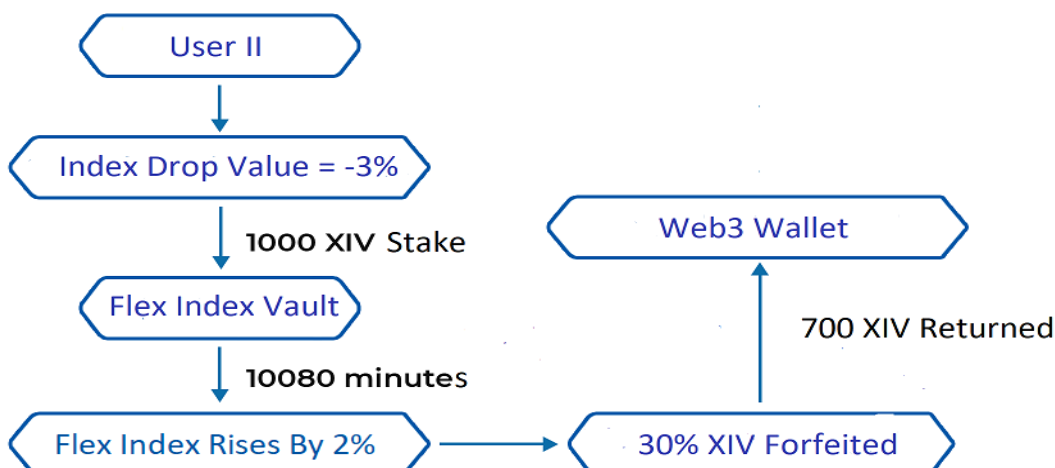 User II
Index Drop Value = -3%
1000 XIV Stake
Flex Index Vault
10080 minutes
Flex Index Rises By 2%
30% XIV Forfeited
700 XIV Returned
Web3 Wallet